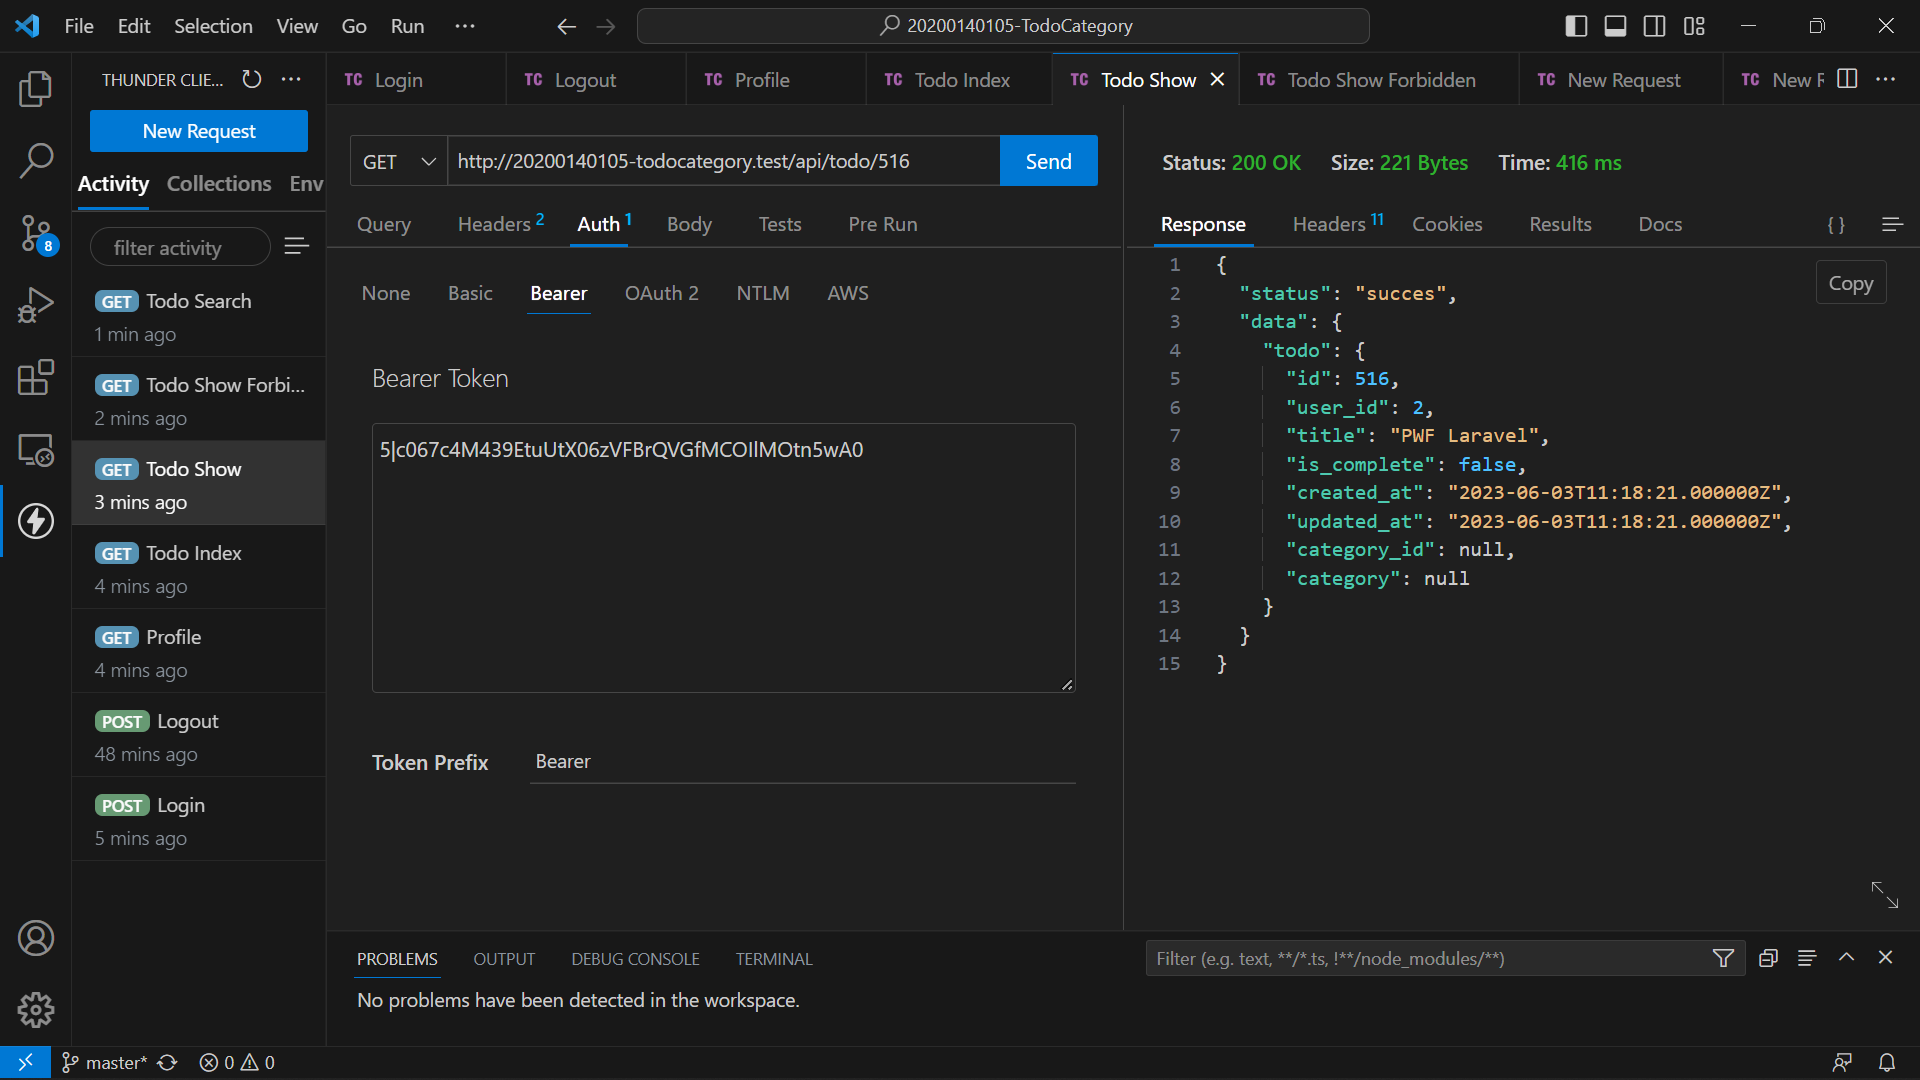 File Edit Selection View Go Run ···
20200140105-TodoCategory
THUNDER CLIE...
TC Login
TC Logout
TC Profile
TC Todo Index
TC Todo Show
TC Todo Show Forbidden
TC New Request
TC New R
New Request
Activity Collections Env
filter activity
GET Todo Search
1 min ago
GET Todo Show Forbi...
2 mins ago
GET Todo Show
3 mins ago
GET Todo Index
4 mins ago
GET Profile
4 mins ago
POST Logout
48 mins ago
POST Login
5 mins ago
8
GET http://20200140105-todocategory.test/api/todo/516 Send
Query Headers 2 Auth 1 Body Tests Pre Run
None Basic Bearer OAuth 2 NTLM AWS
Bearer Token
5|c067c4M439EtuUtX06zVFBrQVGfMCOIlMOtn5wA0
Token Prefix Bearer
Status: 200 OK Size: 221 Bytes Time: 416 ms
Response Headers 11 Cookies Results Docs { }
Copy
1 {
2 "status": "succes",
3 "data": {
4 "todo": {
5 "id": 516,
6 "user_id": 2,
7 "title": "PWF Laravel",
8 "is_complete": false,
9 "created_at": "2023-06-03T11:18:21.000000Z",
10 "updated_at": "2023-06-03T11:18:21.000000Z",
11 "category_id": null,
12 "category": null
13 }
14 }
15 }
PROBLEMS OUTPUT DEBUG CONSOLE TERMINAL
Filter (e.g. text, **/*.ts, !**/node_modules/**)
No problems have been detected in the workspace.
master* 0 0